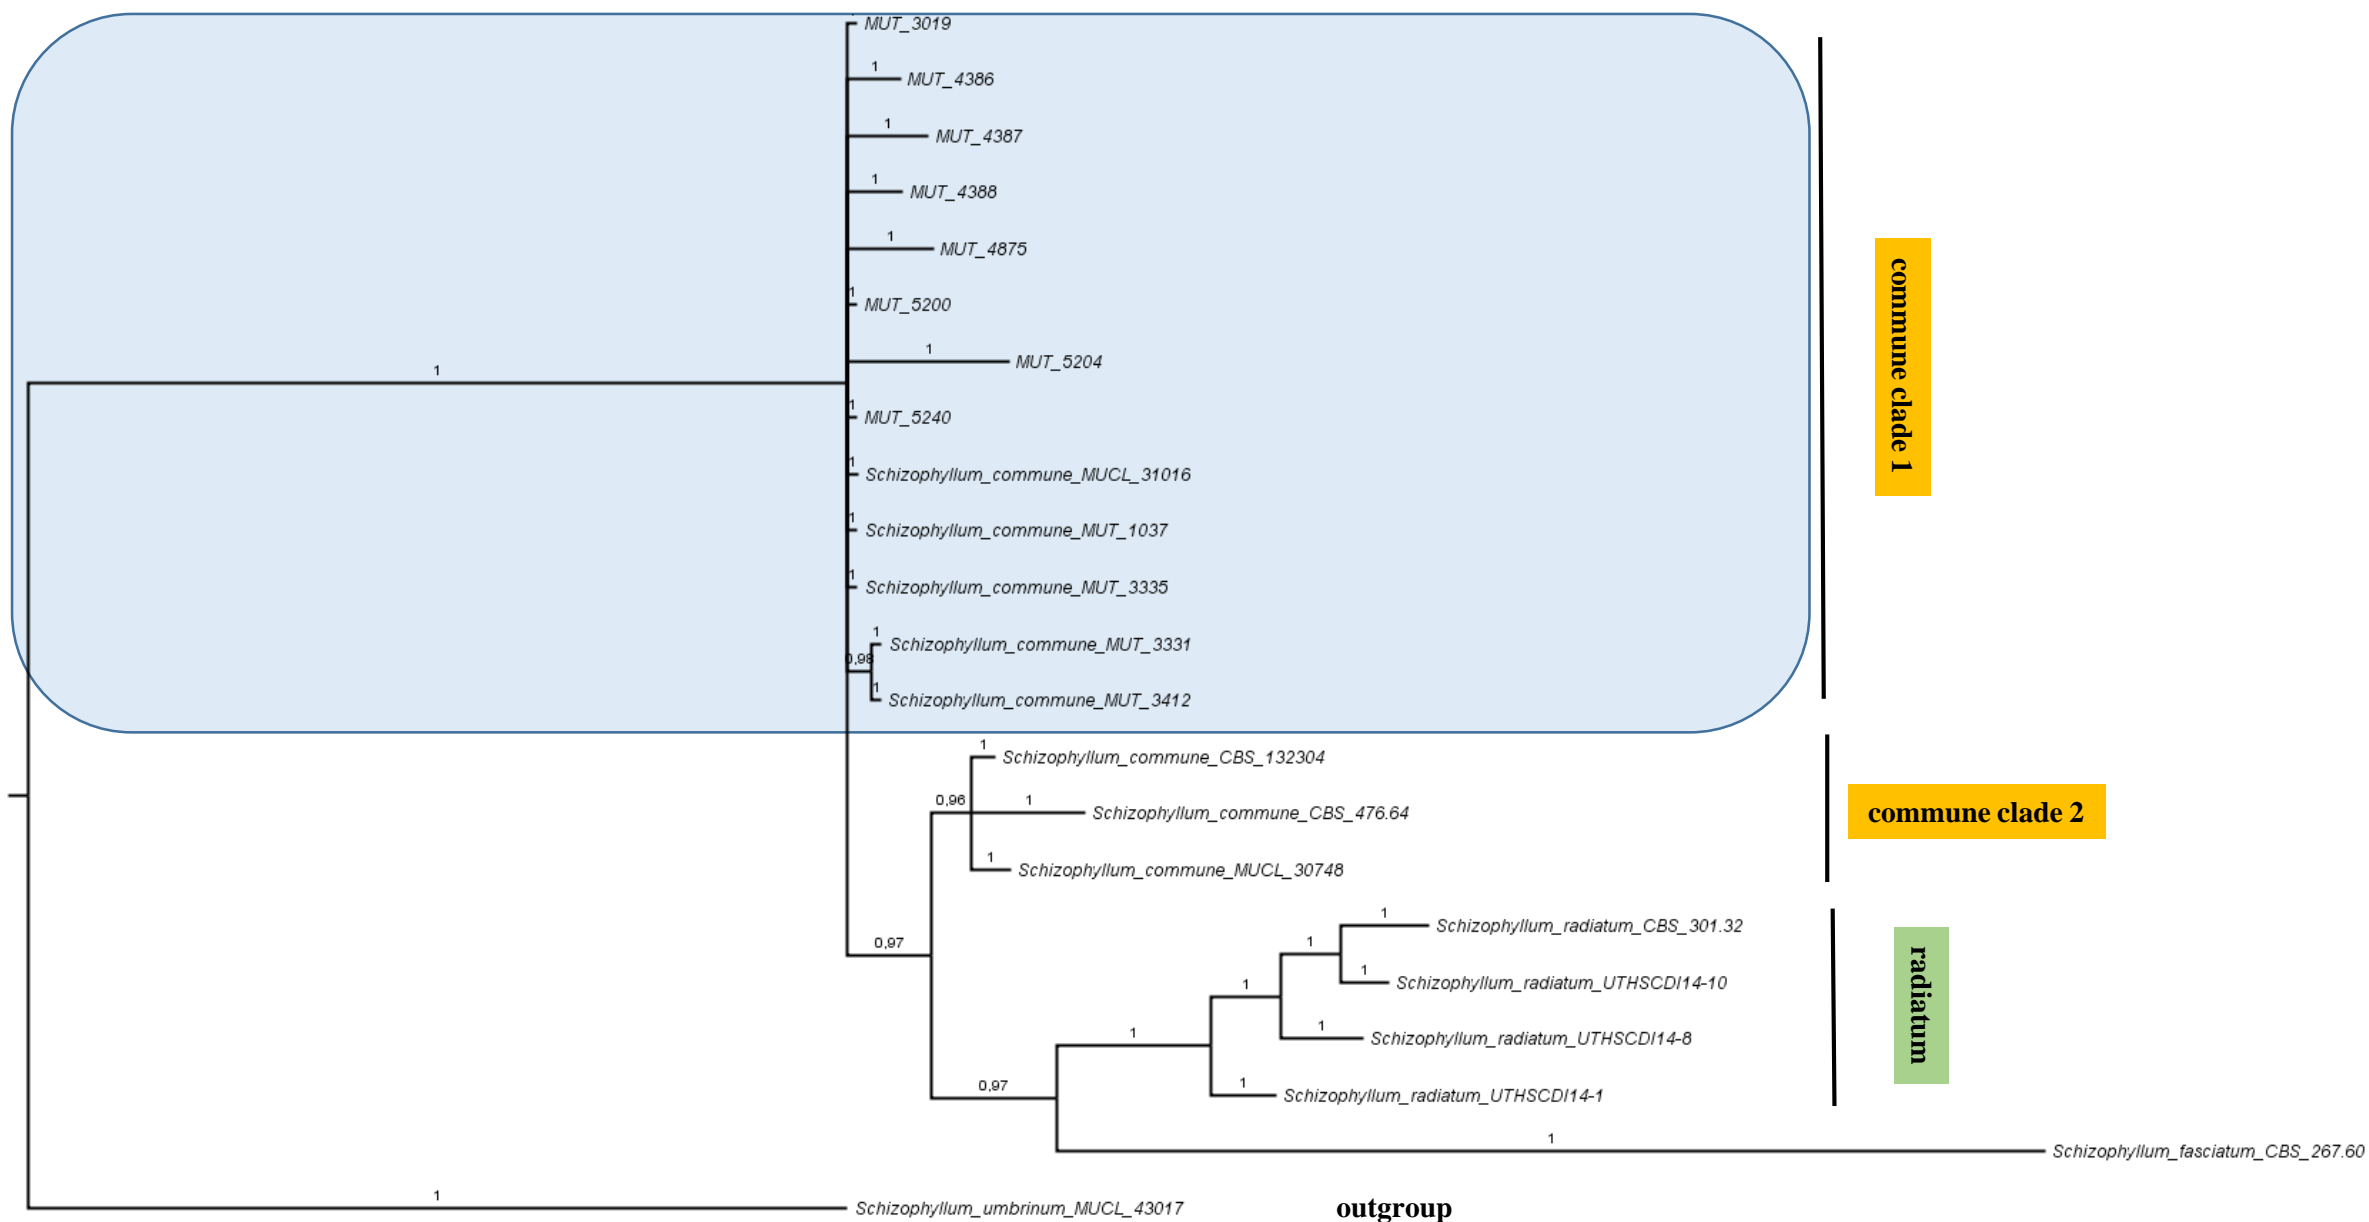 MUT_3019
1
MUT_4386
1
MUT_4387
1
MUT_4388
1
MUT_4875
1
MUT_5200
1
MUT_5204
1
1
MUT_5240
1
Schizophyllum_commune_MUCL_31016
1
Schizophyllum_commune_MUT_1037
1
Schizophyllum_commune_MUT_3335
1
Schizophyllum_commune_MUT_3331
0,98
1
Schizophyllum_commune_MUT_3412
commune clade 1
1
Schizophyllum_commune_CBS_132304
0,96
1
Schizophyllum_commune_CBS_476.64
1
Schizophyllum_commune_MUCL_30748
commune clade 2
0,97
1
Schizophyllum_radiatum_CBS_301.32
1
1
Schizophyllum_radiatum_UTHSCDI14-10
1
1
Schizophyllum_radiatum_UTHSCDI14-8
1
1
Schizophyllum_radiatum_UTHSCDI14-1
radiatum
0,97
1
Schizophyllum_fasciatum_CBS_267.60
1
Schizophyllum_umbrinum_MUCL_43017
outgroup